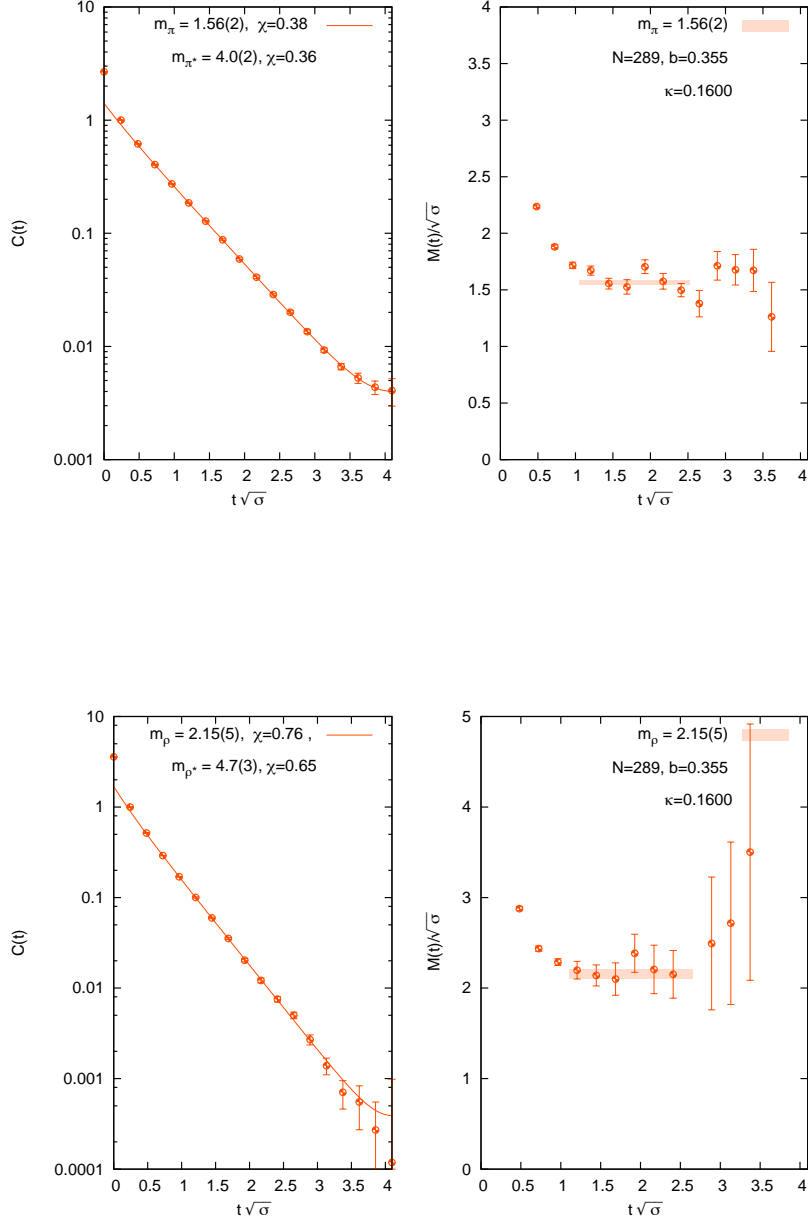 m_π = 1.56(2), χ=0.38
m_π* = 4.0(2), χ=0.36
10
1
0.1
0.01
0.001
C(t)
0 0.5 1 1.5 2 2.5 3 3.5 4
t √σ
m_π = 1.56(2)
N=289, b=0.355
κ=0.1600
4
3.5
3
2.5
2
1.5
1
0.5
0
M(t)/√σ
0 0.5 1 1.5 2 2.5 3 3.5 4
t √σ
m_ρ = 2.15(5), χ=0.76 ,
m_ρ* = 4.7(3), χ=0.65
10
1
0.1
0.01
0.001
0.0001
C(t)
0 0.5 1 1.5 2 2.5 3 3.5 4
t √σ
m_ρ = 2.15(5)
N=289, b=0.355
κ=0.1600
5
4
3
2
1
0
M(t)/√σ
0 0.5 1 1.5 2 2.5 3 3.5 4
t √σ